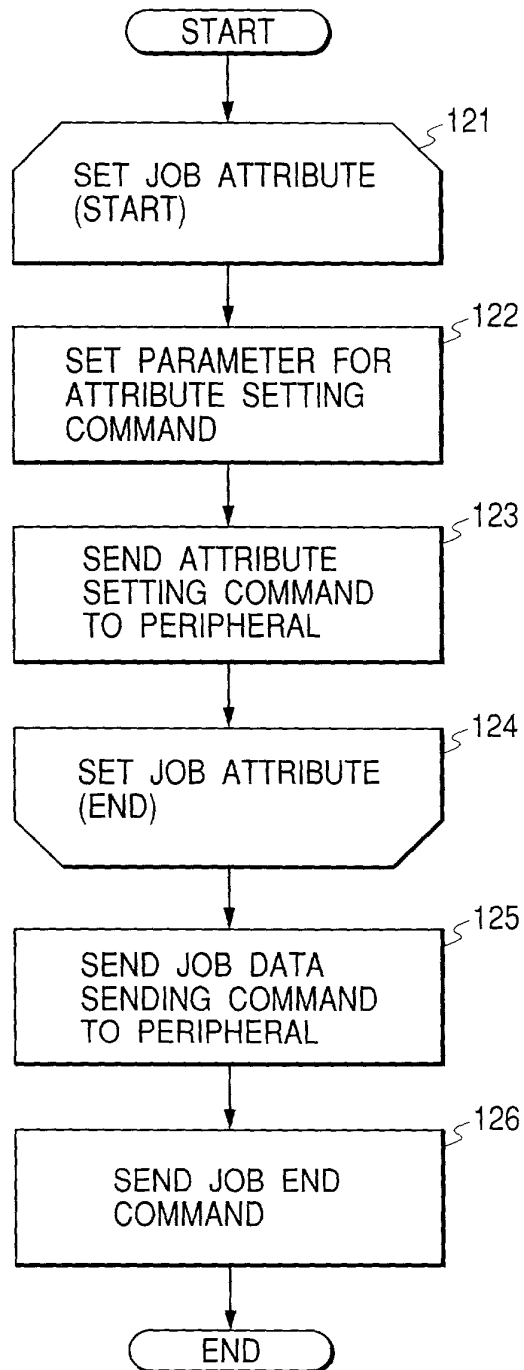 START
121
SET JOB ATTRIBUTE
(START)
122
SET PARAMETER FOR
ATTRIBUTE SETTING
COMMAND
123
SEND ATTRIBUTE
SETTING COMMAND
TO PERIPHERAL
124
SET JOB ATTRIBUTE
(END)
125
SEND JOB DATA
SENDING COMMAND
TO PERIPHERAL
126
SEND JOB END
COMMAND
END